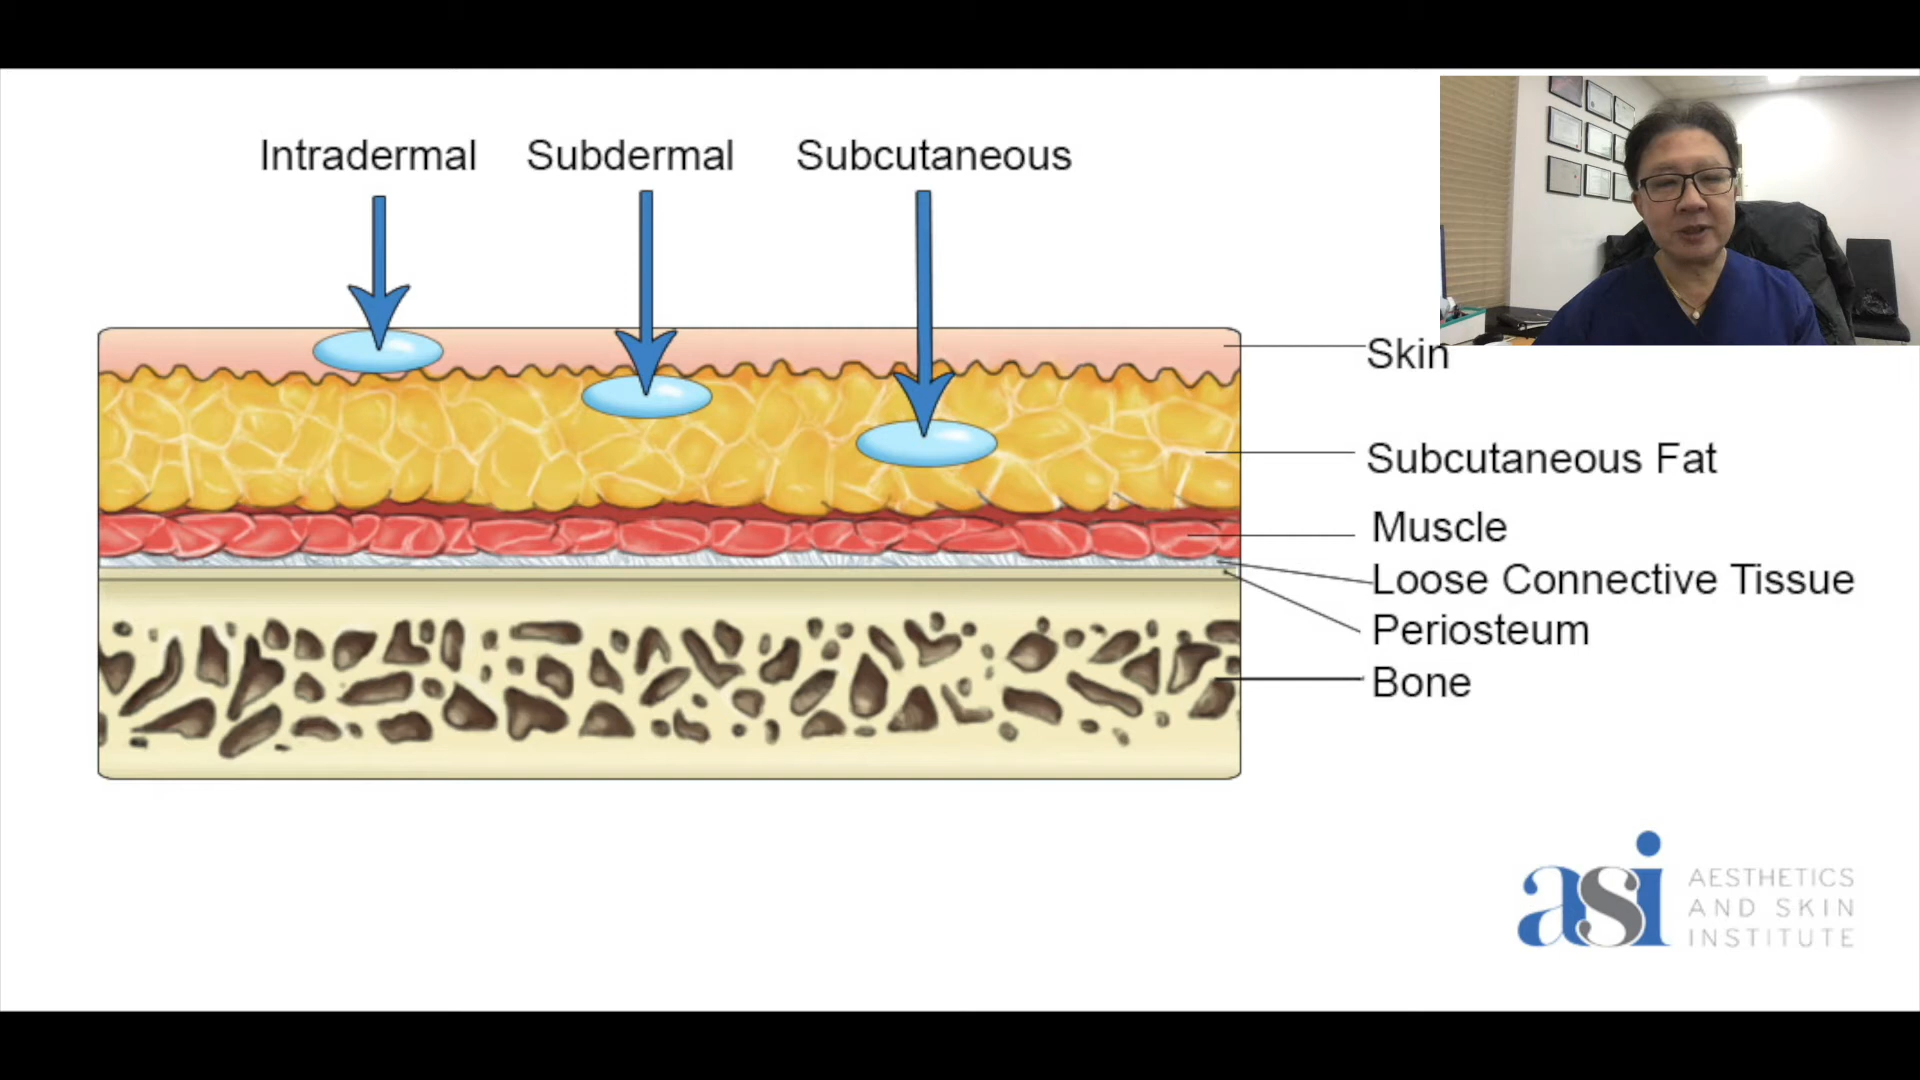 Intradermal Subdermal Subcutaneous
Skin
Subcutaneous Fat
Muscle
Loose Connective Tissue
Periosteum
Bone
asi
AESTHETICS
AND SKIN
INSTITUTE